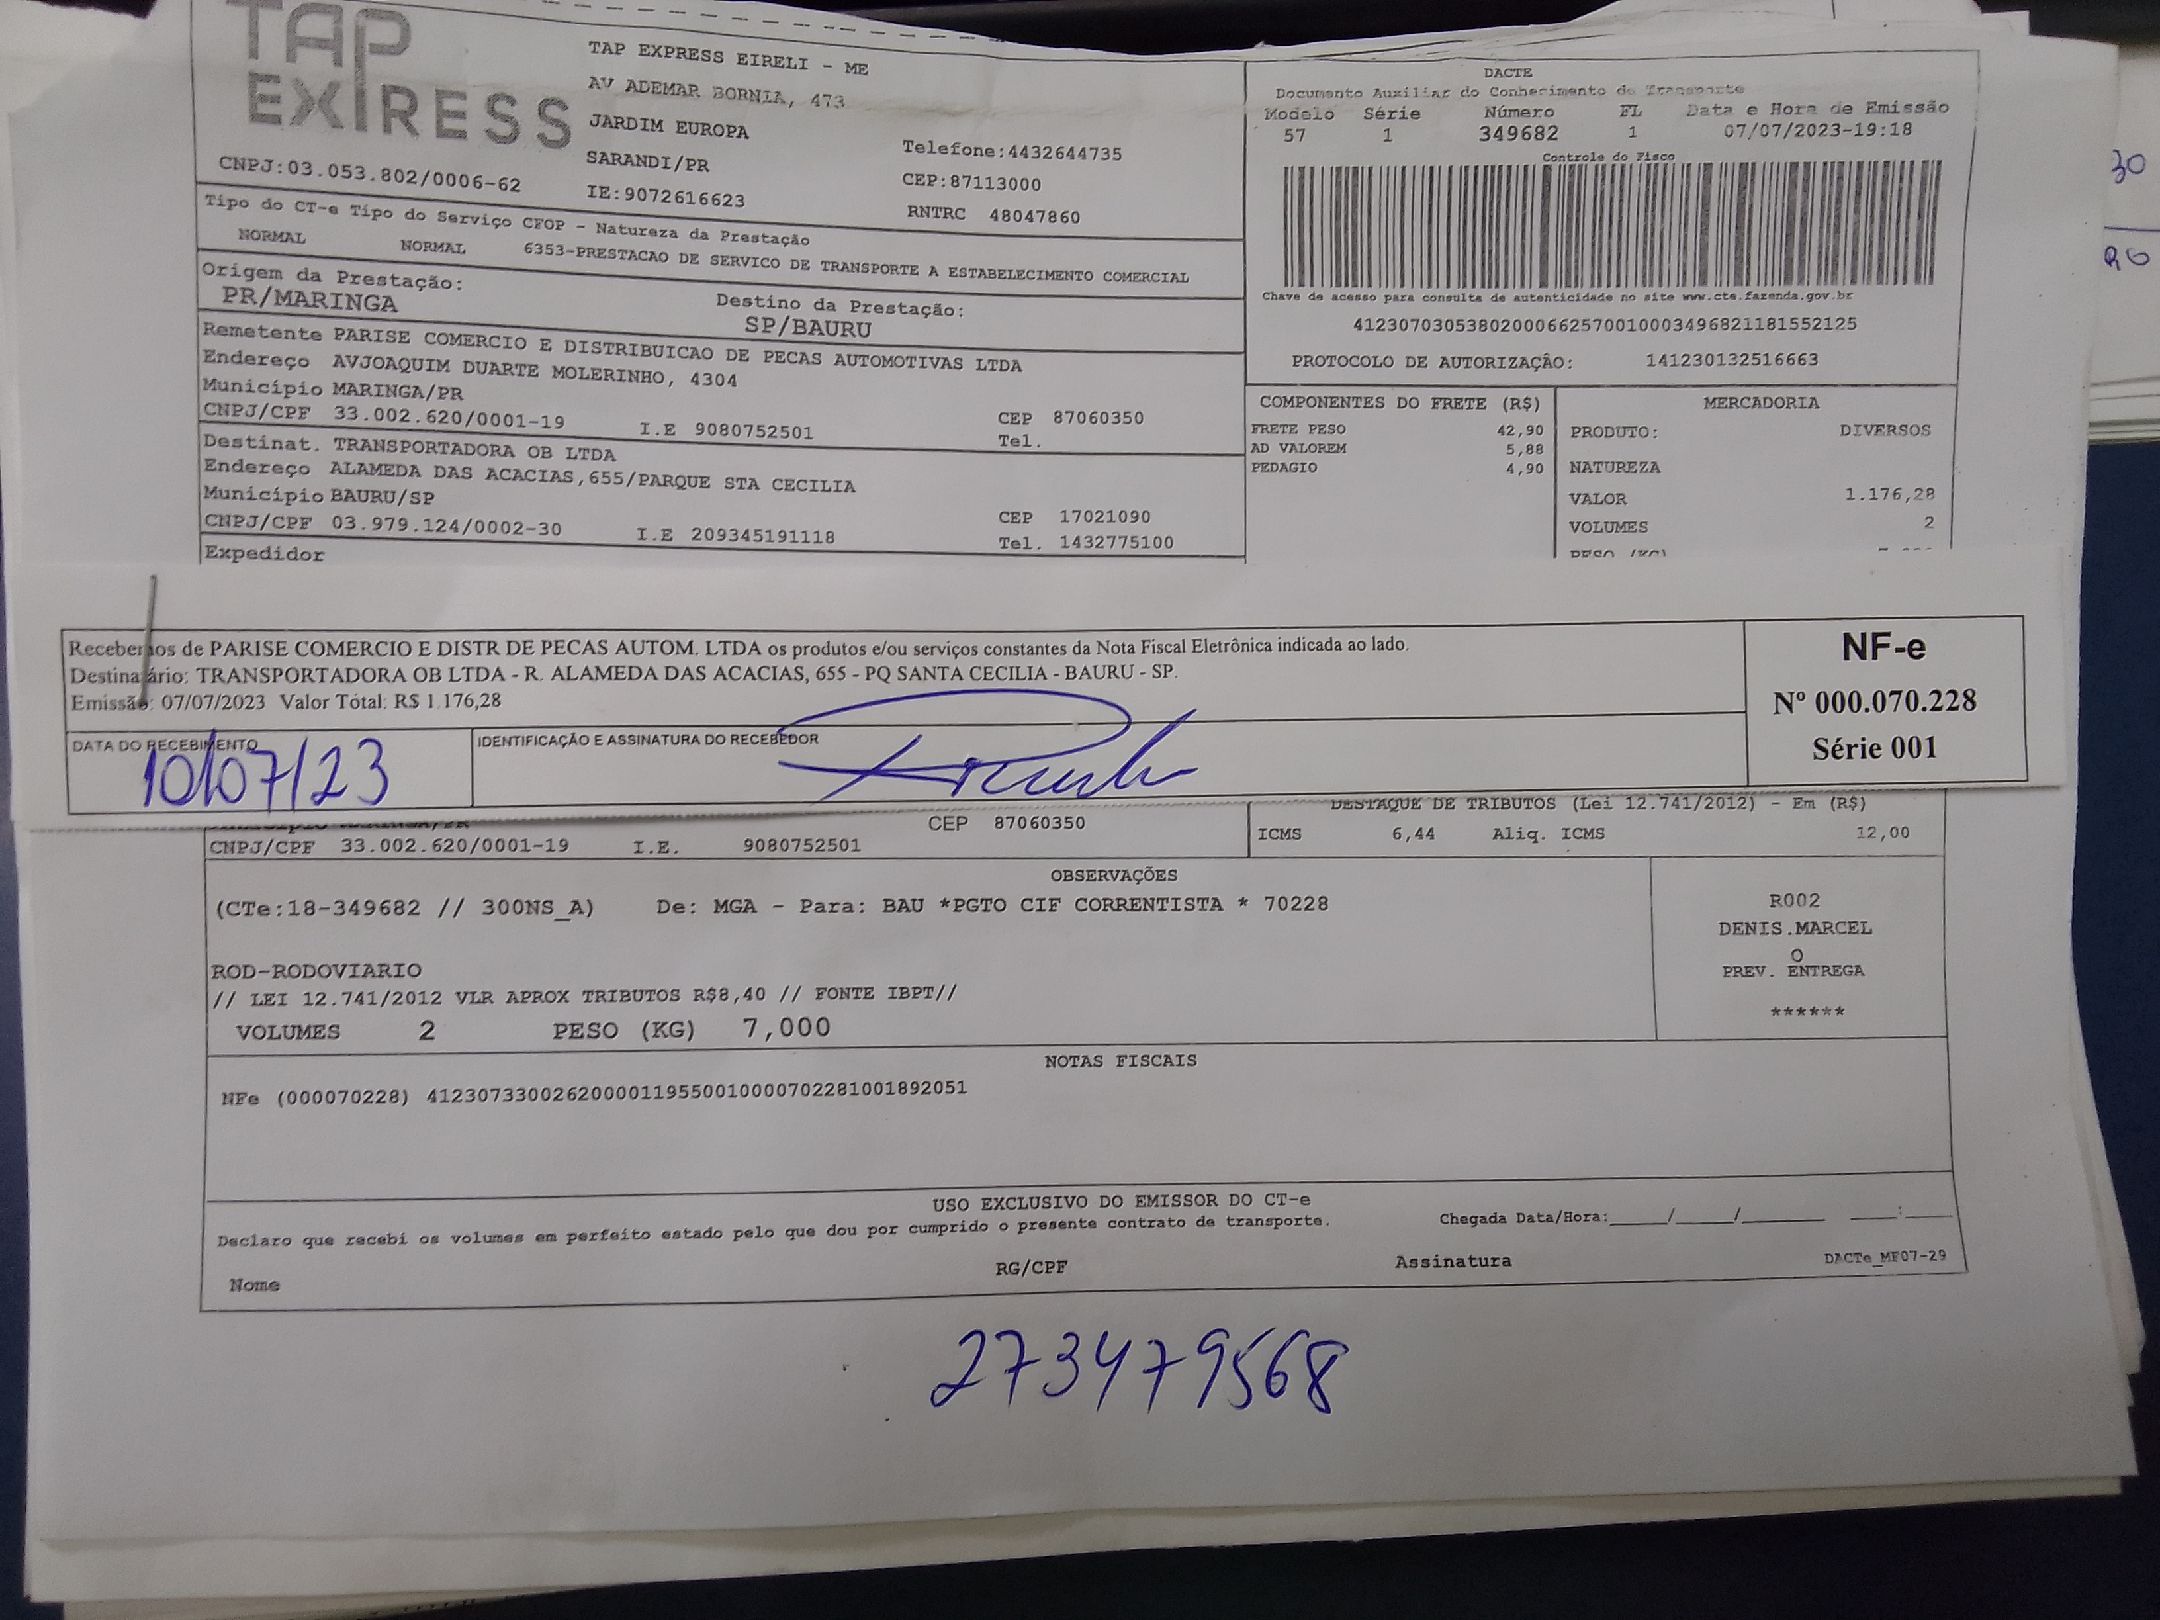 TAP EXPRESS
TAP EXPRESS EIRELI - ME
AV ADEMAR BORNIA, 473
JARDIM EUROPA
SARANDI/PR
Telefone:4432644735
CEP:87113000
CNPJ:03.053.802/0006-62
IE:9072616623
RNTRC 48047860
DACTE
Documento Auxiliar do Conhecimento de Transporte
Modelo Série Número FL Data e Hora de Emissão
57 1 349682 1 07/07/2023-19:18
Controle do Fisco
Chave de acesso para consulta de autenticidade no site www.cte.fazenda.gov.br
41230703053802000662570010003496821181552125
PROTOCOLO DE AUTORIZAÇÂO: 141230132516663
Tipo do CT-e Tipo do Serviço CFOP - Natureza da Prestação
NORMAL NORMAL 6353-PRESTACAO DE SERVICO DE TRANSPORTE A ESTABELECIMENTO COMERCIAL
Origem da Prestação: Destino da Prestação:
PR/MARINGA SP/BAURU
Remetente PARISE COMERCIO E DISTRIBUICAO DE PECAS AUTOMOTIVAS LTDA
Endereço AVJOAQUIM DUARTE MOLERINHO, 4304
Município MARINGA/PR
CNPJ/CPF 33.002.620/0001-19 I.E 9080752501 CEP 87060350
Tel.
Destinat. TRANSPORTADORA OB LTDA
Endereço ALAMEDA DAS ACACIAS,655/PARQUE STA CECILIA
Município BAURU/SP
CNPJ/CPF 03.979.124/0002-30 I.E 209345191118 CEP 17021090
Tel. 1432775100
Expedidor
COMPONENTES DO FRETE (R$)
FRETE PESO 42,90
AD VALOREM 5,88
PEDAGIO 4,90
MERCADORIA
PRODUTO: DIVERSOS
NATUREZA
VALOR 1.176,28
VOLUMES 2
PESO (KG)
30
Recebemos de PARISE COMERCIO E DISTR DE PECAS AUTOM. LTDA os produtos e/ou serviços constantes da Nota Fiscal Eletrônica indicada ao lado.
Destinatário: TRANSPORTADORA OB LTDA - R. ALAMEDA DAS ACACIAS, 655 - PQ SANTA CECILIA - BAURU - SP.
Emissão: 07/07/2023 Valor Total: R$ 1.176,28
DATA DO RECEBIMENTO
10/07/23
IDENTIFICAÇÃO E ASSINATURA DO RECEBEDOR
NF-e
Nº 000.070.228
Série 001
CEP 87060350
CNPJ/CPF 33.002.620/0001-19 I.E. 9080752501
DESTAQUE DE TRIBUTOS (Lei 12.741/2012) - Em (R$)
ICMS 6,44 Aliq. ICMS 12,00
OBSERVAÇÕES
(CTe:18-349682 // 300NS_A) De: MGA - Para: BAU *PGTO CIF CORRENTISTA * 70228
ROD-RODOVIARIO
// LEI 12.741/2012 VLR APROX TRIBUTOS R$8,40 // FONTE IBPT//
VOLUMES 2 PESO (KG) 7,000
R002
DENIS.MARCEL
O
PREV. ENTREGA
******
NOTAS FISCAIS
NFe (000070228) 41230733002620000119550010000702281001892051
USO EXCLUSIVO DO EMISSOR DO CT-e
Declaro que recebi os volumes em perfeito estado pelo que dou por cumprido o presente contrato de transporte.
Chegada Data/Hora:_____/_____/_______ ____:____
Nome RG/CPF Assinatura DACTe_MF07-29
273479568